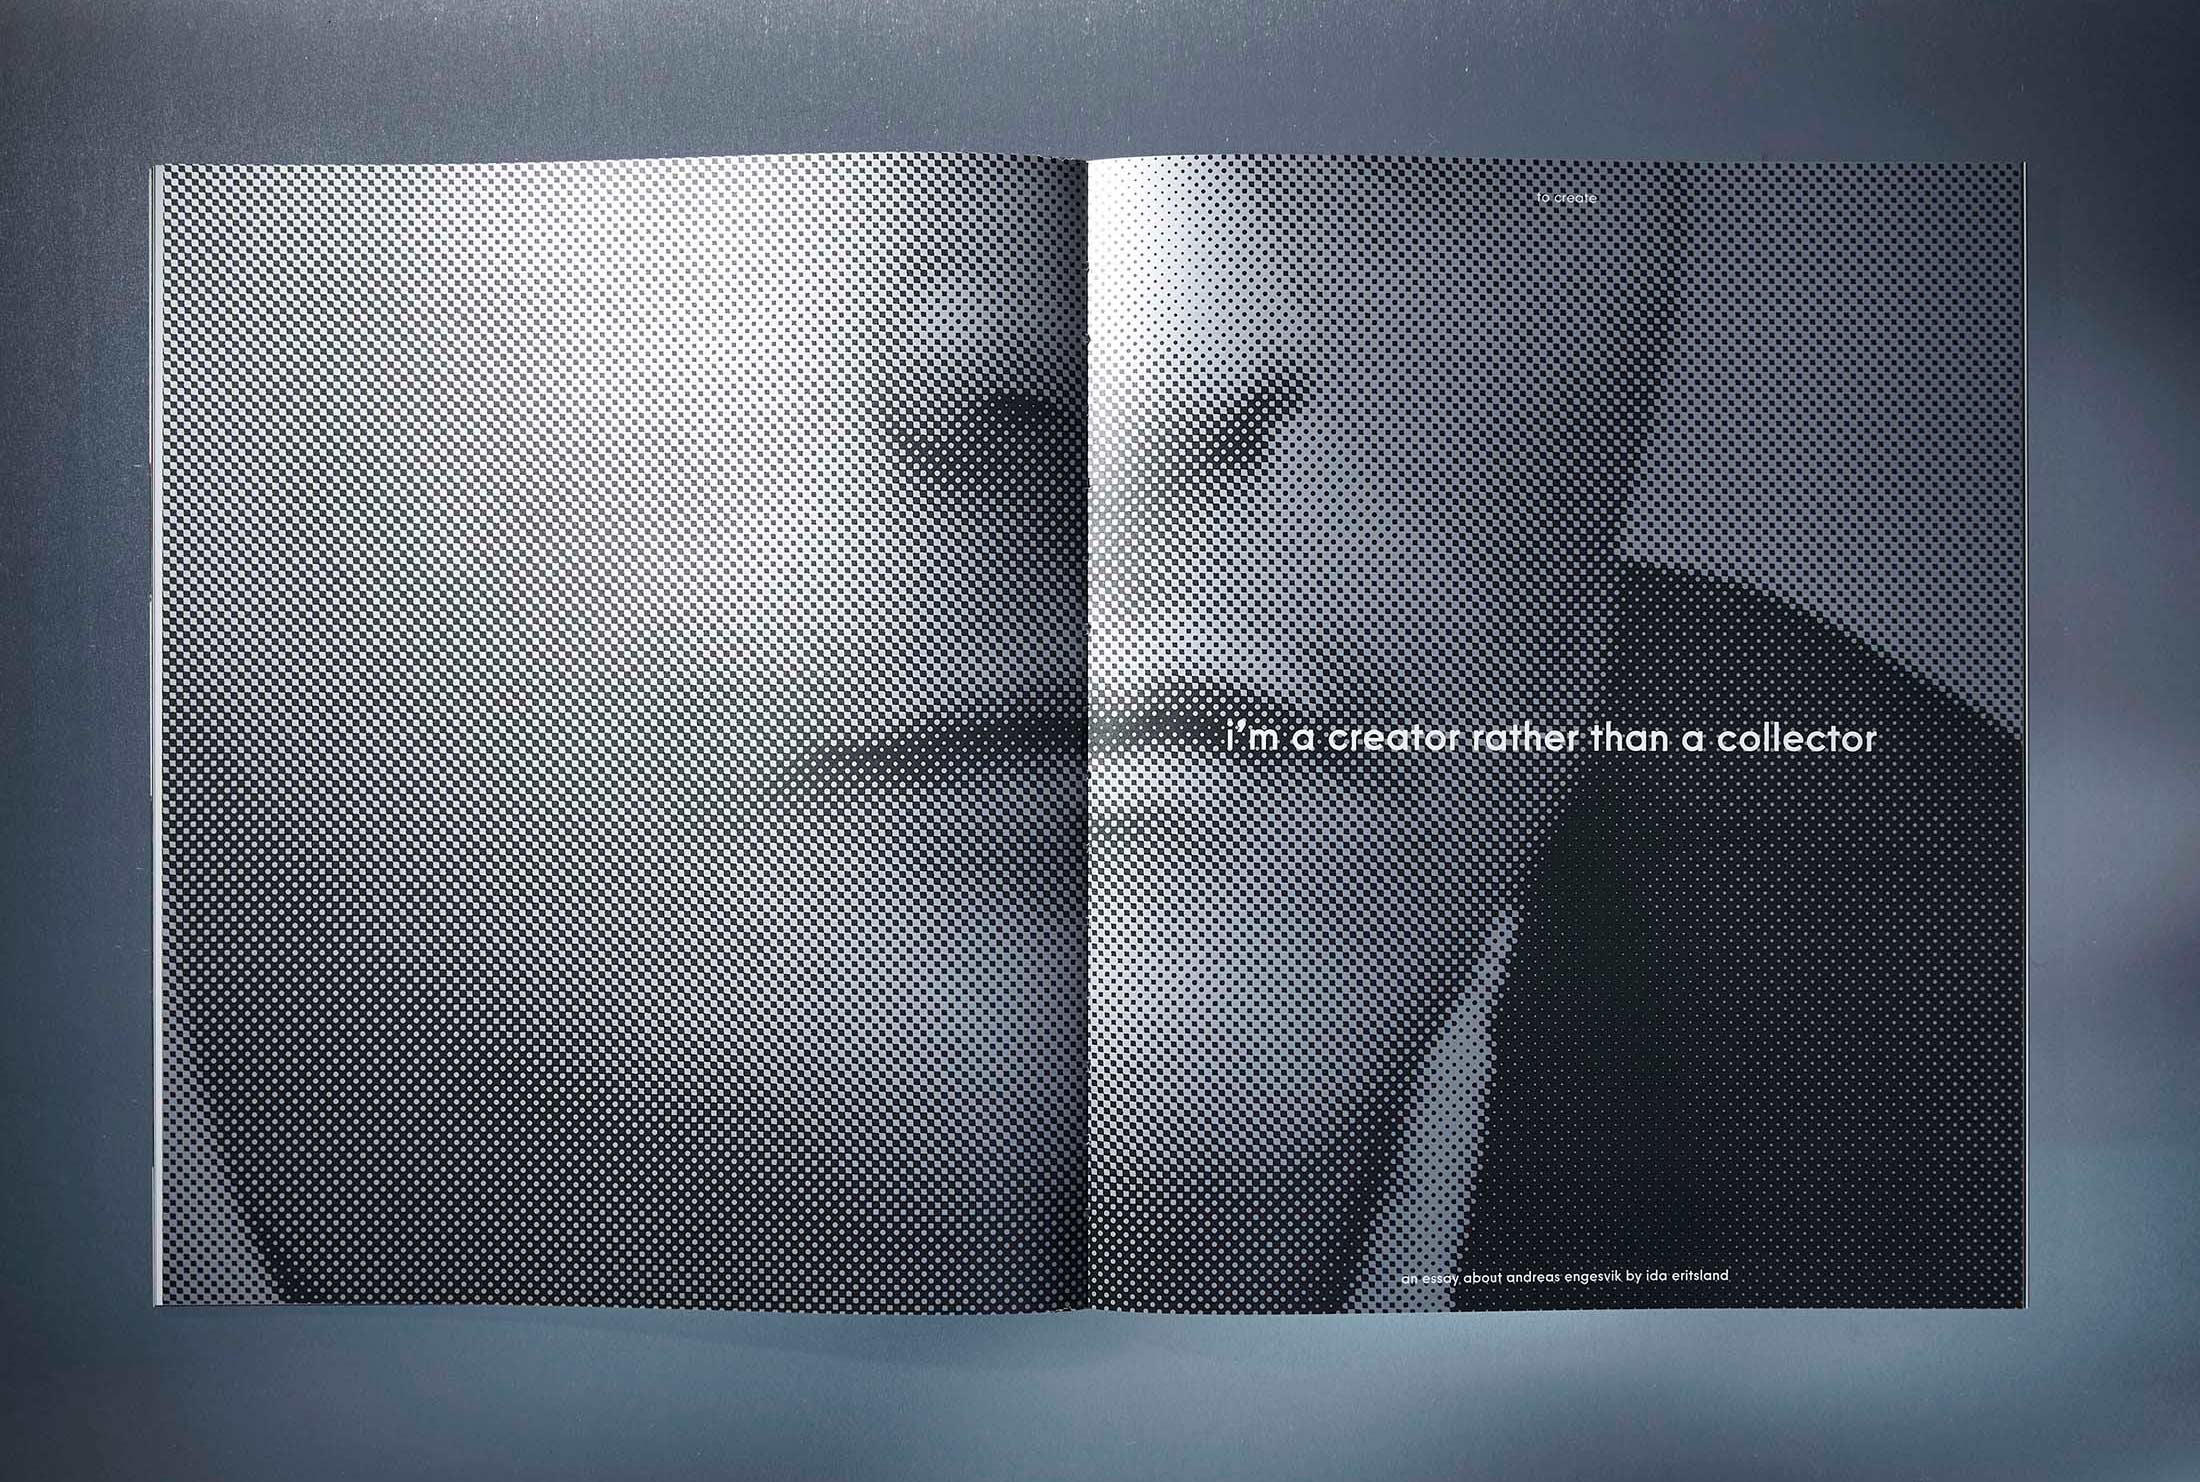 to create
i'm a creator rather than a collector
an essay about andreas engesvik by ida eritsland